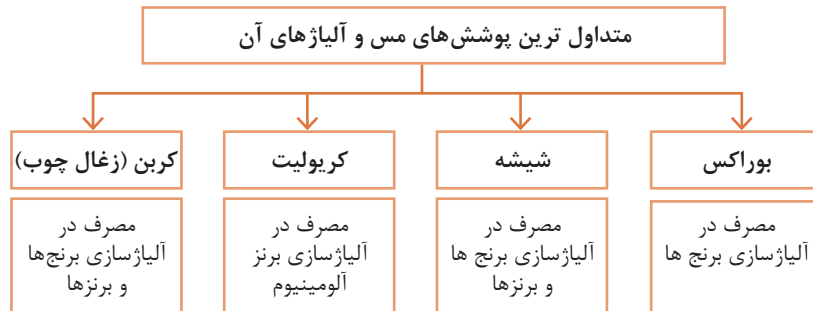 متداول ترین پوشش‌های مس و آلیاژهای آن
بوراکس
مصرف در
آلیاژسازی برنج ها
شیشه
مصرف در
آلیاژسازی برنج ها
و برنزها
کریولیت
مصرف در
آلیاژسازی برنز
آلومینیوم
کربن (زغال چوب)
مصرف در
آلیاژسازی برنج‌ها
و برنزها